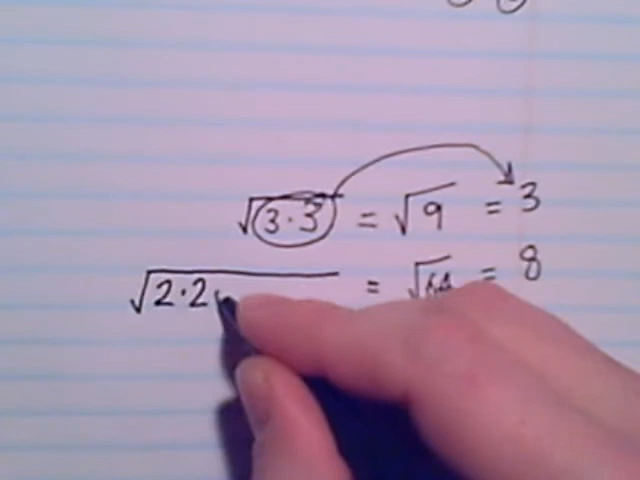 √3·3 = √9 = 3
√2·2 = √64 = 8